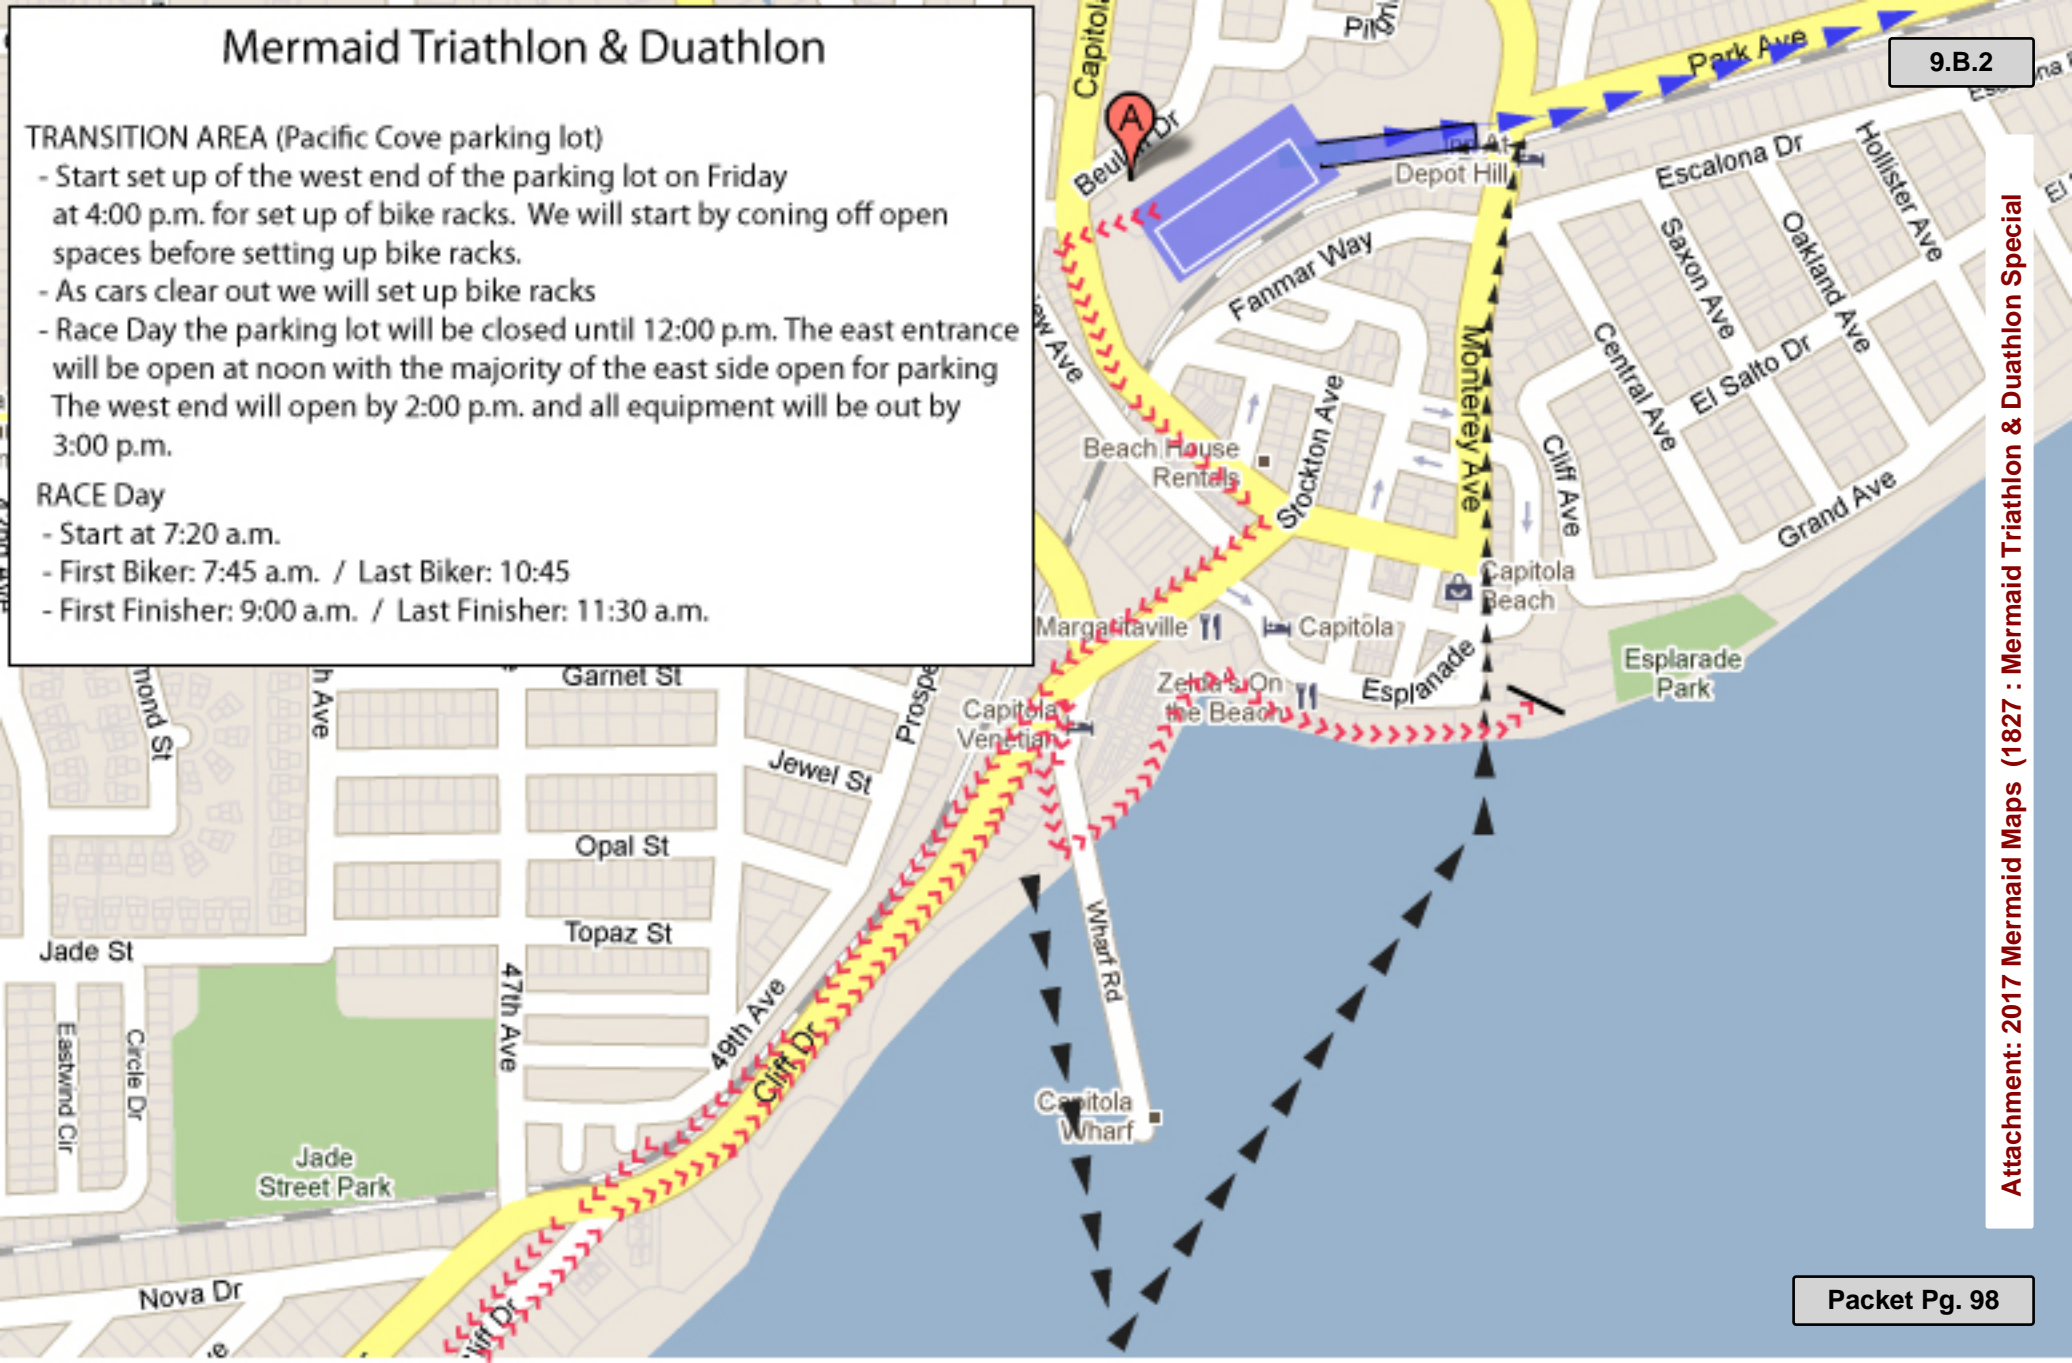 Mermaid Triathlon & Duathlon
TRANSITION AREA (Pacific Cove parking lot)
- Start set up of the west end of the parking lot on Friday
at 4:00 p.m. for set up of bike racks. We will start by coning off open
spaces before setting up bike racks.
- As cars clear out we will set up bike racks
- Race Day the parking lot will be closed until 12:00 p.m. The east entrance
will be open at noon with the majority of the east side open for parking
The west end will open by 2:00 p.m. and all equipment will be out by
3:00 p.m.
RACE Day
- Start at 7:20 a.m.
- First Biker: 7:45 a.m. / Last Biker: 10:45
- First Finisher: 9:00 a.m. / Last Finisher: 11:30 a.m.
9.B.2
Attachment: 2017 Mermaid Maps (1827 : Mermaid Triathlon & Duathlon Special
Packet Pg. 98
A
Park Ave
Depot Hill
Escalona Dr
Hollister Ave
Oakland Ave
Saxon Ave
Central Ave
El Salto Dr
Grand Ave
Cliff Ave
Fanmar Way
Monterey Ave
Stockton Ave
Beach House
Rentals
Capitola
Beach
Margaritaville
Capitola
Esplanade
Zelda's On
the Beach
Esplarade
Park
Capitola
Venetian
Garnet St
Jewel St
Opal St
Topaz St
Jade St
47th Ave
49th Ave
Cliff Dr
Wharf Rd
Capitola
Wharf
Eastwind Cir
Circle Dr
Jade
Street Park
Nova Dr
Cliff Dr